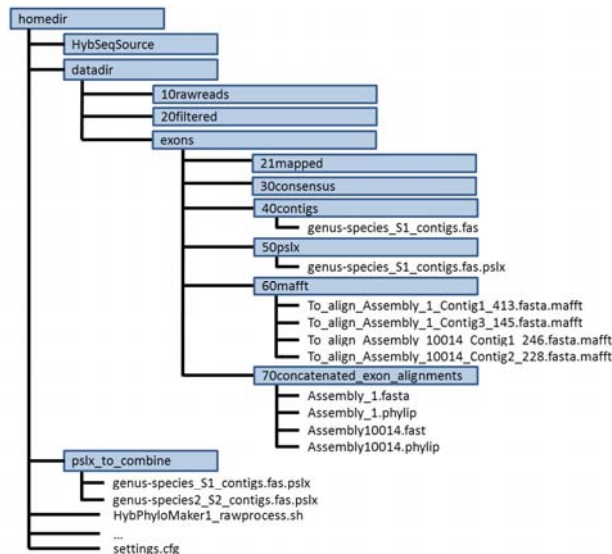 homedir
HybSeqSource
datadir
10rawreads
20filtered
exons
21mapped
30consensus
40contigs
genus-species_S1_contigs.fas
50pslx
genus-species_S1_contigs.fas.pslx
60mafft
To_align_Assembly_1_Contig1_413.fasta.mafft
To_align_Assembly_1_Contig3_145.fasta.mafft
To_align_Assembly_10014_Contig1_246.fasta.mafft
To_align_Assembly_10014_Contig2_228.fasta.mafft
70concatenated_exon_alignments
Assembly_1.fasta
Assembly_1.phylip
Assembly10014.fast
Assembly10014.phylip
pslx_to_combine
genus-species_S1_contigs.fas.pslx
genus-species2_S2_contigs.fas.pslx
HybPhyloMaker1_rawprocess.sh
...
settings.cfg